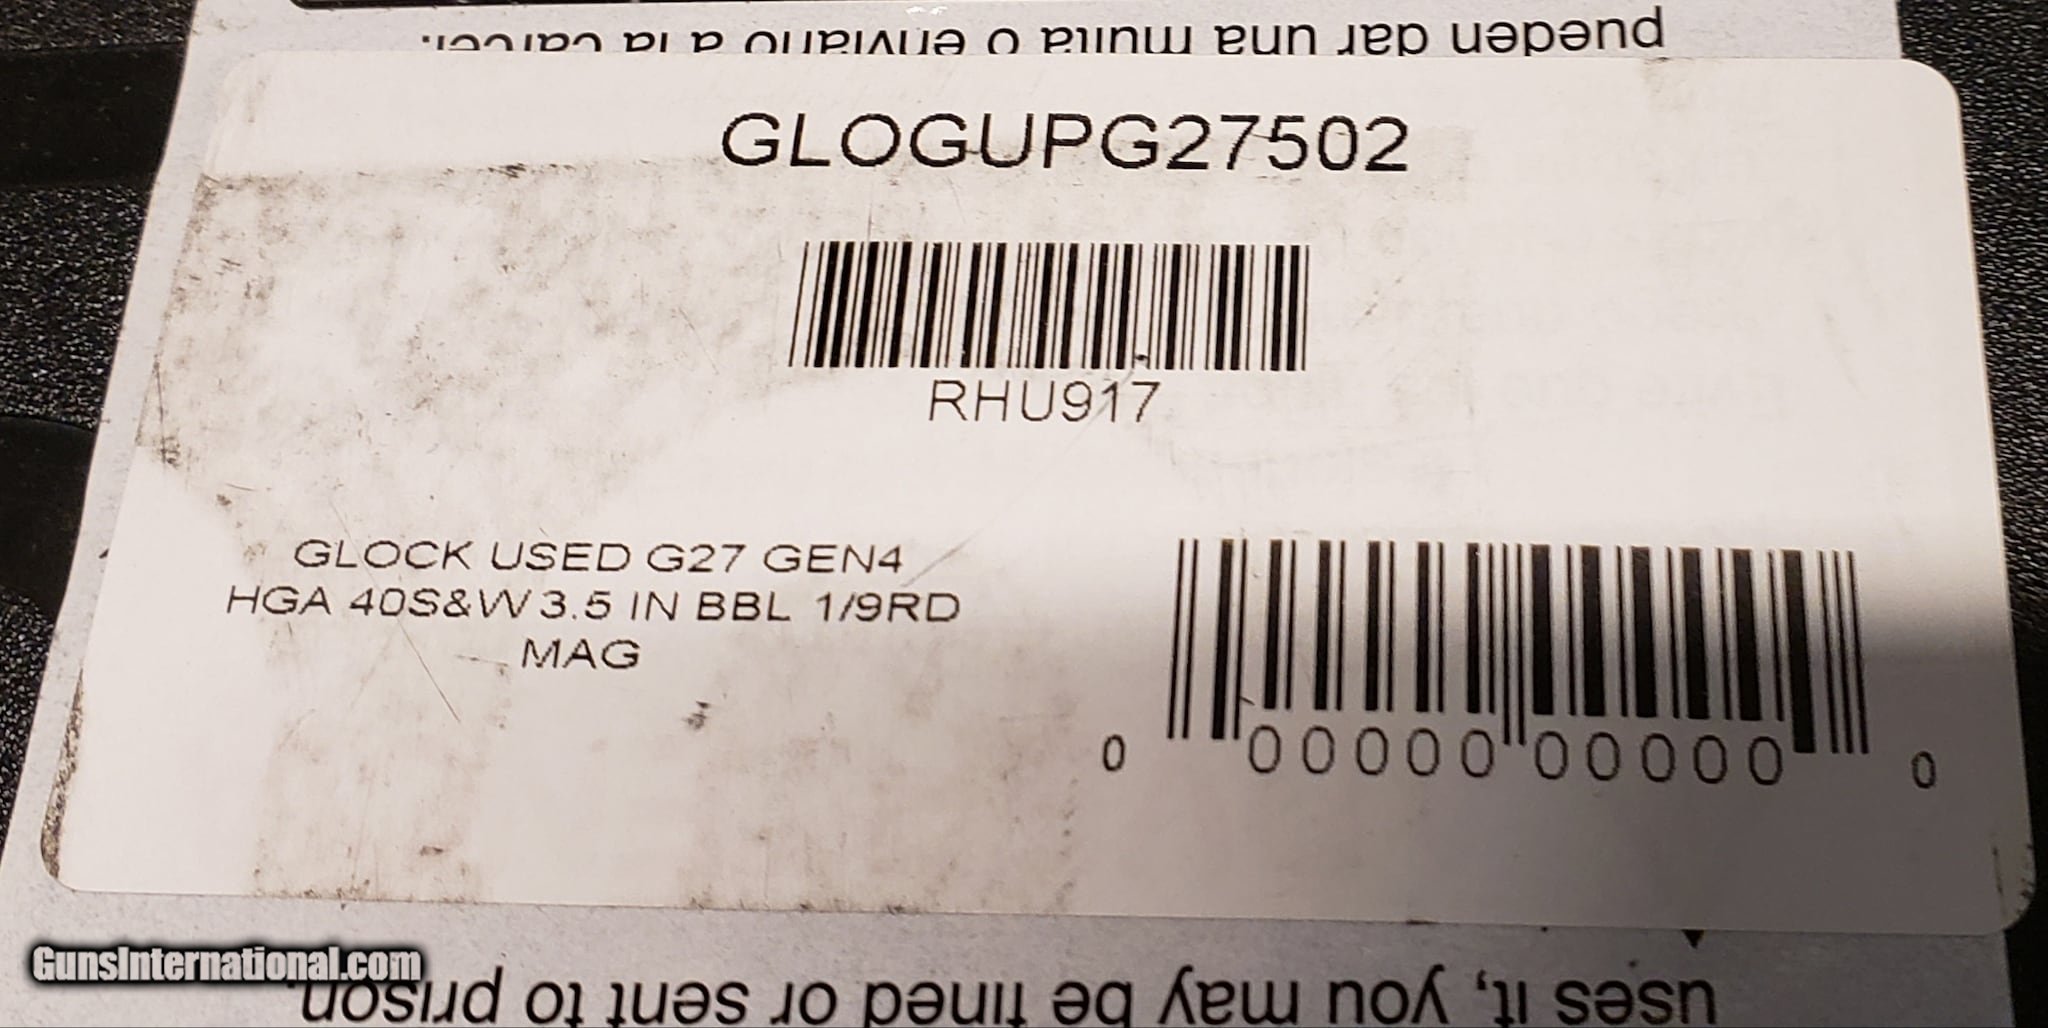 pueden dar una multa o enviarlo a la cárcel.
GLOGUPG27502
RHU917
GLOCK USED G27 GEN4
HGA 40S&W 3.5 IN BBL 1/9RD
MAG
0 00000 00000 0
uses it, you may be fined or sent to prison.
GunsInternational.com